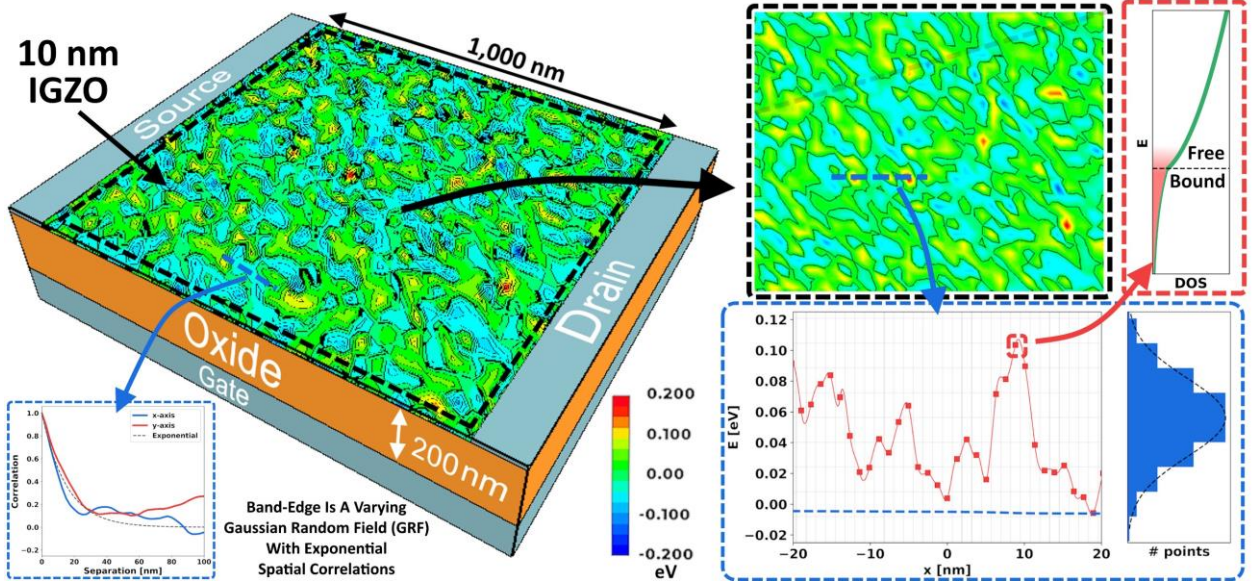 10 nm
IGZO
1,000 nm
Source
Drain
Oxide
Gate
200 nm
0.200
0.100
0.00
-0.100
-0.200
eV
Band-Edge Is A Varying
Gaussian Random Field (GRF)
With Exponential
Spatial Correlations
Correlation
1.0
0.8
0.6
0.4
0.2
0.0
-0.2
x-axis
y-axis
Exponential
0 20 40 60 80 100
Separation [nm]
E
Free
Bound
DOS
E [eV]
0.12
0.10
0.08
0.06
0.04
0.02
0.00
−0.02
−20 −10 0 10 20
x [nm]
# points